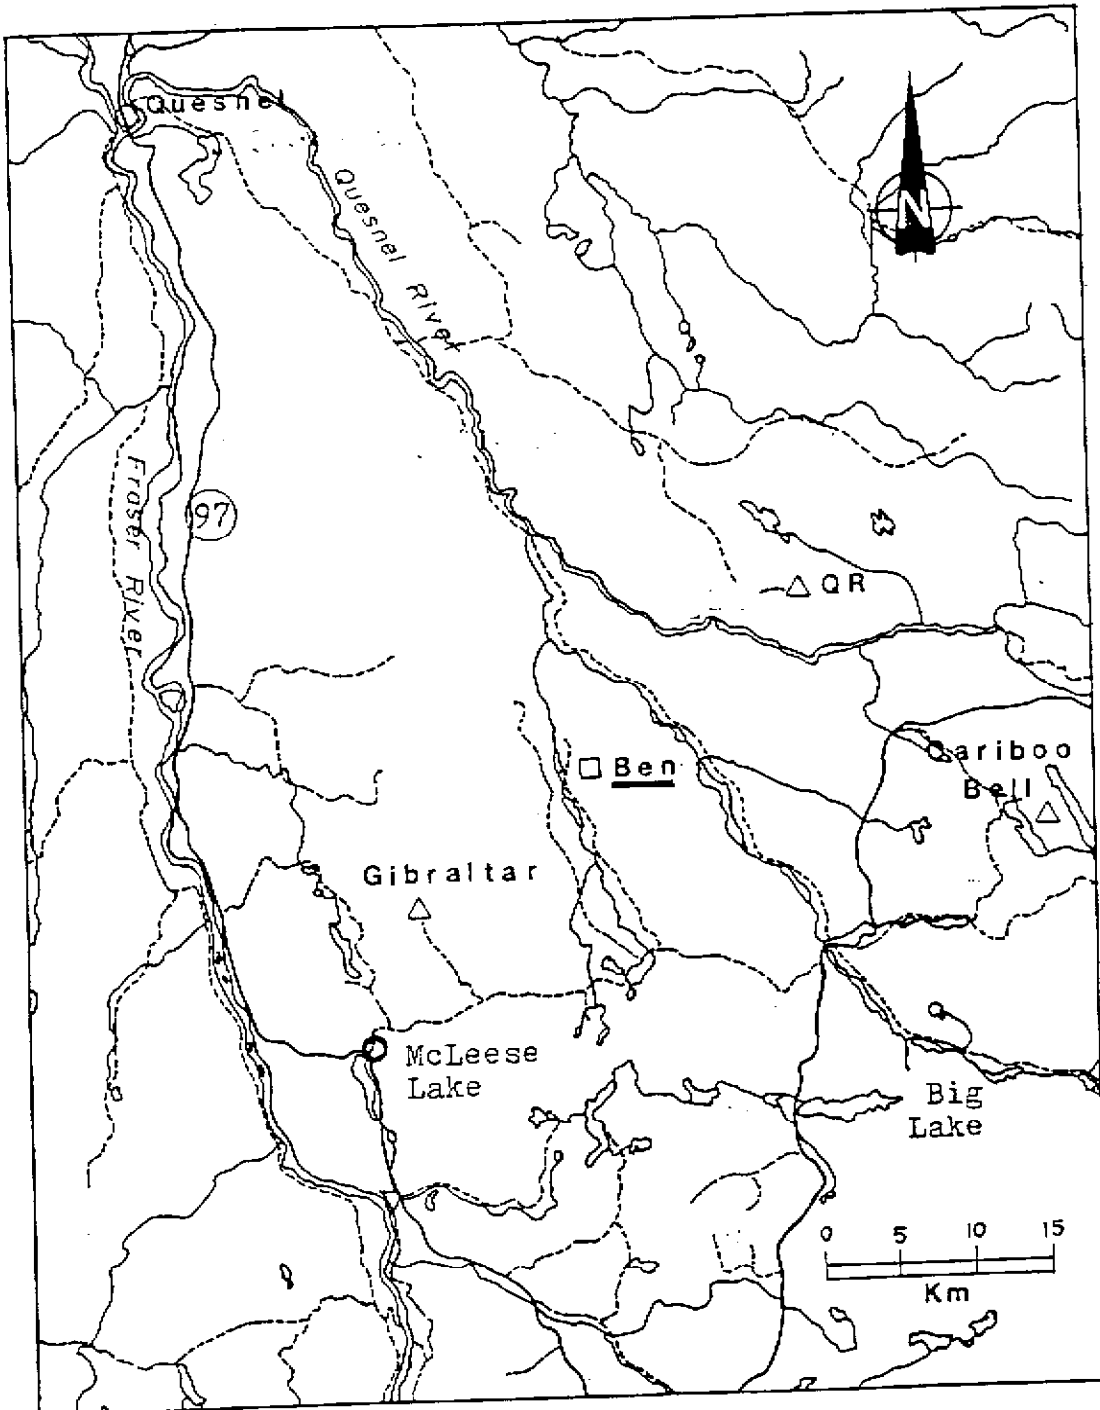 Quesnel
Quesnel River
N
97
Fraser River
QR
Ben
Cariboo
Bell
Gibraltar
McLeese
Lake
Big
Lake
0 5 10 15
Km